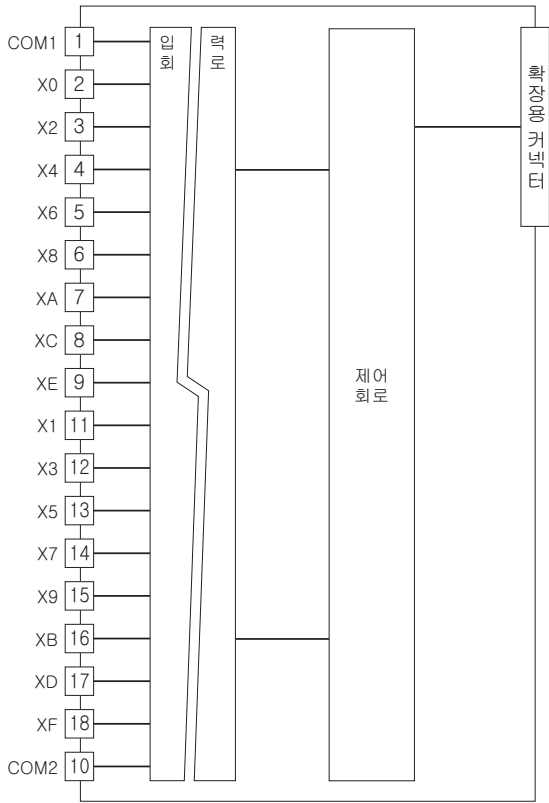 COM1 1
X0 2
X2 3
X4 4
X6 5
X8 6
XA 7
XC 8
XE 9
X1 11
X3 12
X5 13
X7 14
X9 15
XB 16
XD 17
XF 18
COM2 10
입 력
회 로
제어
회로
확장용 커넥터